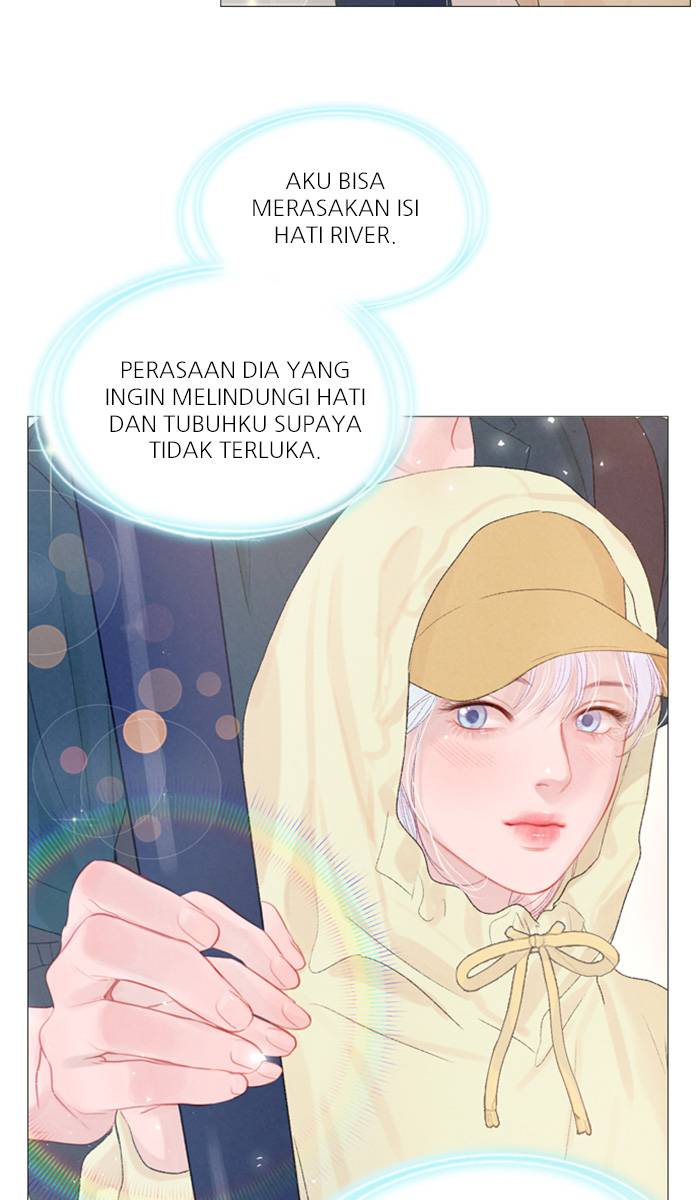 AKU BISA
MERASAKAN ISI
HATI RIVER.
PERASAAN DIA YANG
INGIN MELINDUNGI HATI
DAN TUBUHKU SUPAYA
TIDAK TERLUKA.